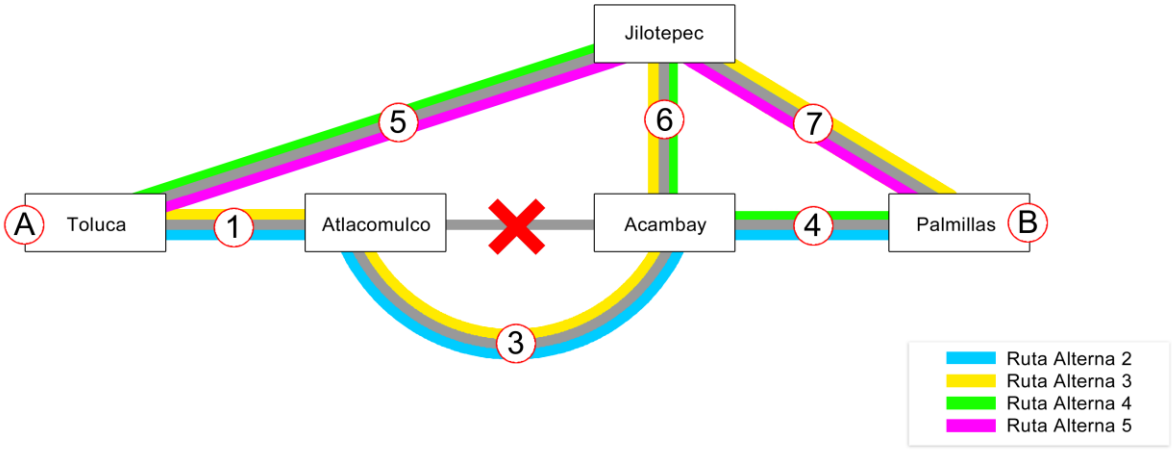 Jilotepec
5
6
7
A
Toluca
1
Atlacomulco
Acambay
4
Palmillas
B
3
Ruta Alterna 2
Ruta Alterna 3
Ruta Alterna 4
Ruta Alterna 5